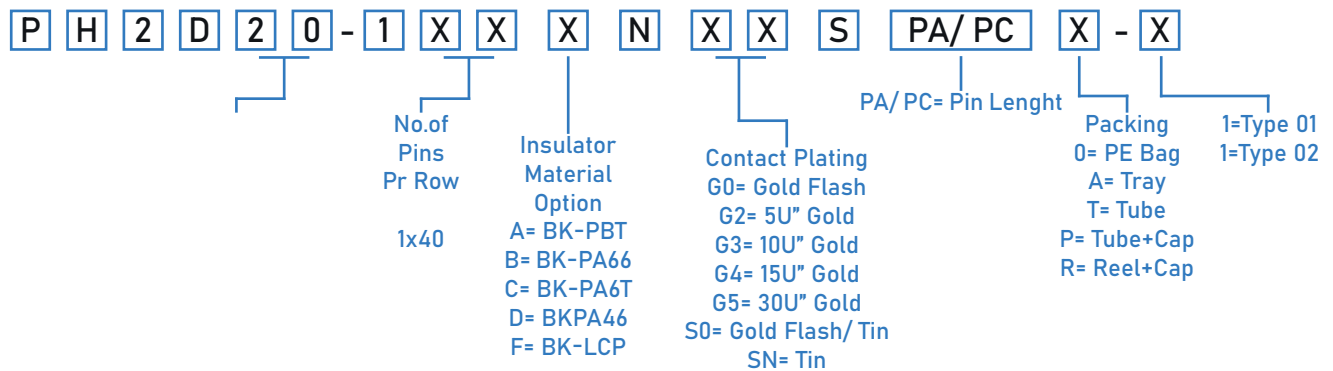 P H 2 D 2 0 - 1 X X X N X X S PA/ PC X - X
PA/ PC= Pin Lenght
No.of
Pins
Pr Row
1x40
Insulator
Material
Option
A= BK-PBT
B= BK-PA66
C= BK-PA6T
D= BKPA46
F= BK-LCP
Contact Plating
G0= Gold Flash
G2= 5U" Gold
G3= 10U" Gold
G4= 15U" Gold
G5= 30U" Gold
S0= Gold Flash/ Tin
SN= Tin
Packing
0= PE Bag
A= Tray
T= Tube
P= Tube+Cap
R= Reel+Cap
1=Type 01
1=Type 02